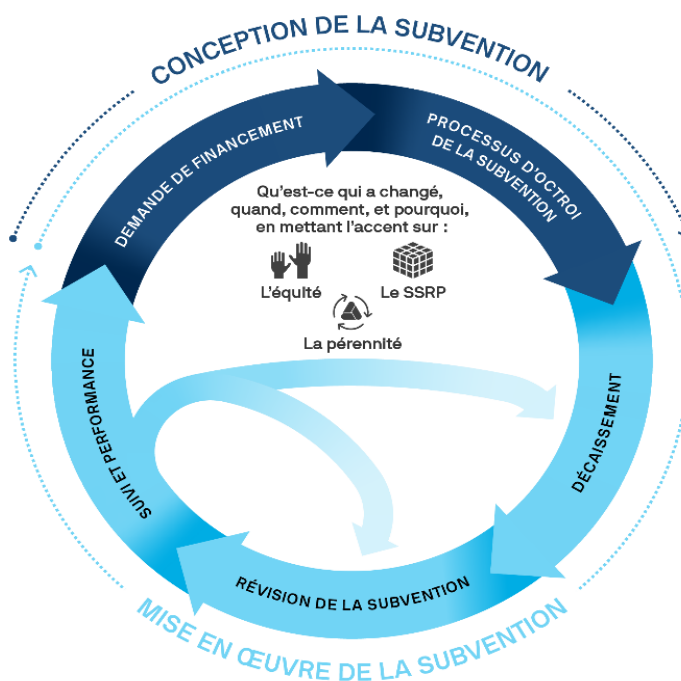 CONCEPTION DE LA SUBVENTION
DEMANDE DE FINANCEMENT
PROCESSUS D'OCTROI
DE LA SUBVENTION
Qu'est-ce qui a changé,
quand, comment, et pourquoi,
en mettant l'accent sur :
L'équité
Le SSRP
La pérennité
SUIVI ET PERFORMANCE
DÉCAISSEMENT
RÉVISION DE LA SUBVENTION
MISE EN ŒUVRE DE LA SUBVENTION